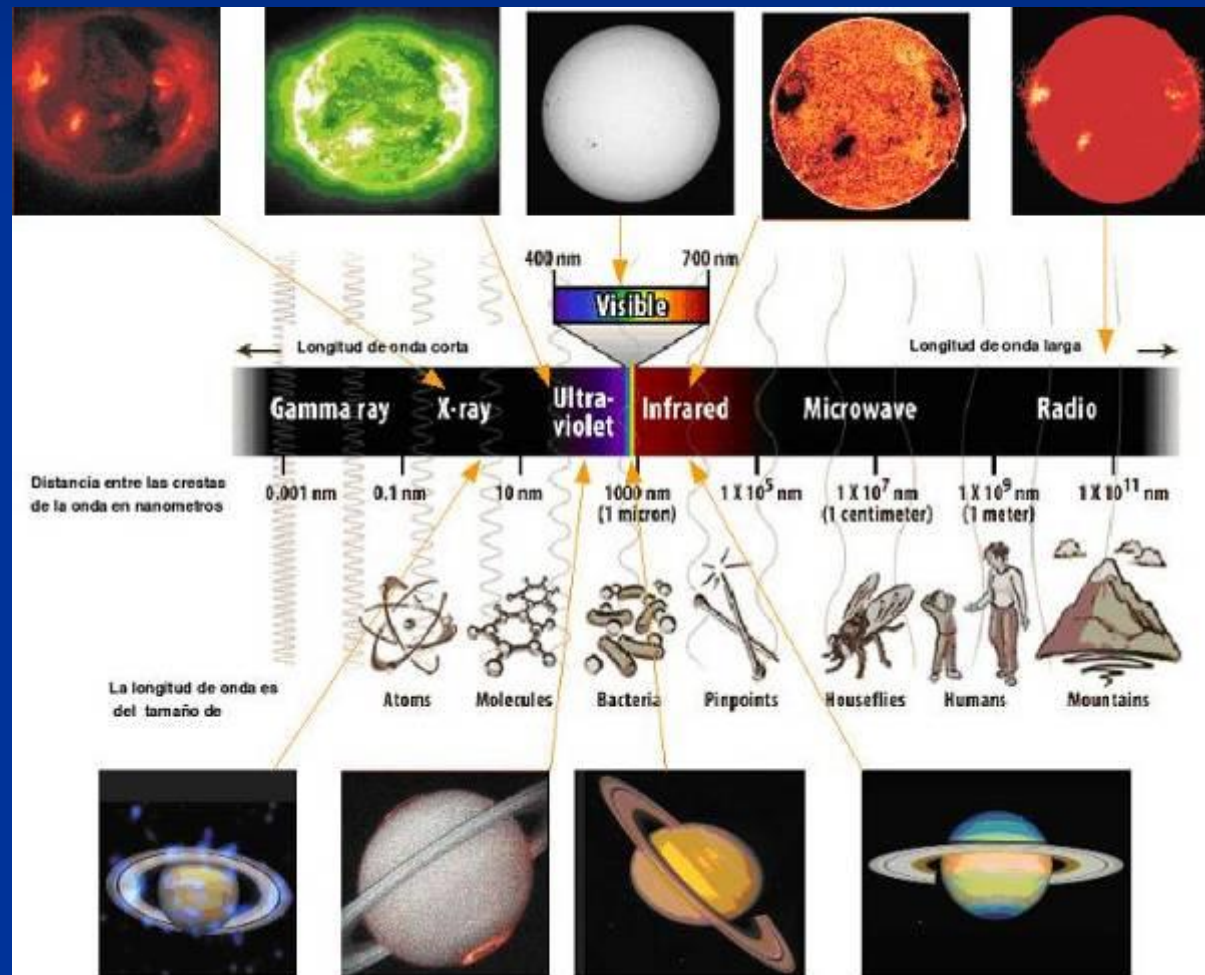 400 nm 700 nm
Visible
Longitud de onda corta Longitud de onda larga
Gamma ray X-ray Ultra-
violet Infrared Microwave Radio
Distancia entre las crestas
de la onda en nanometros
0.001 nm 0.1 nm 10 nm 1000 nm 1 X 10⁵ nm 1 X 10⁷ nm 1 X 10⁹ nm 1 X 10¹¹ nm
(1 micron) (1 centimeter) (1 meter)
La longitud de onda es
del tamaño de
Atoms Molecules Bacteria Pinpoints Houseflies Humans Mountains